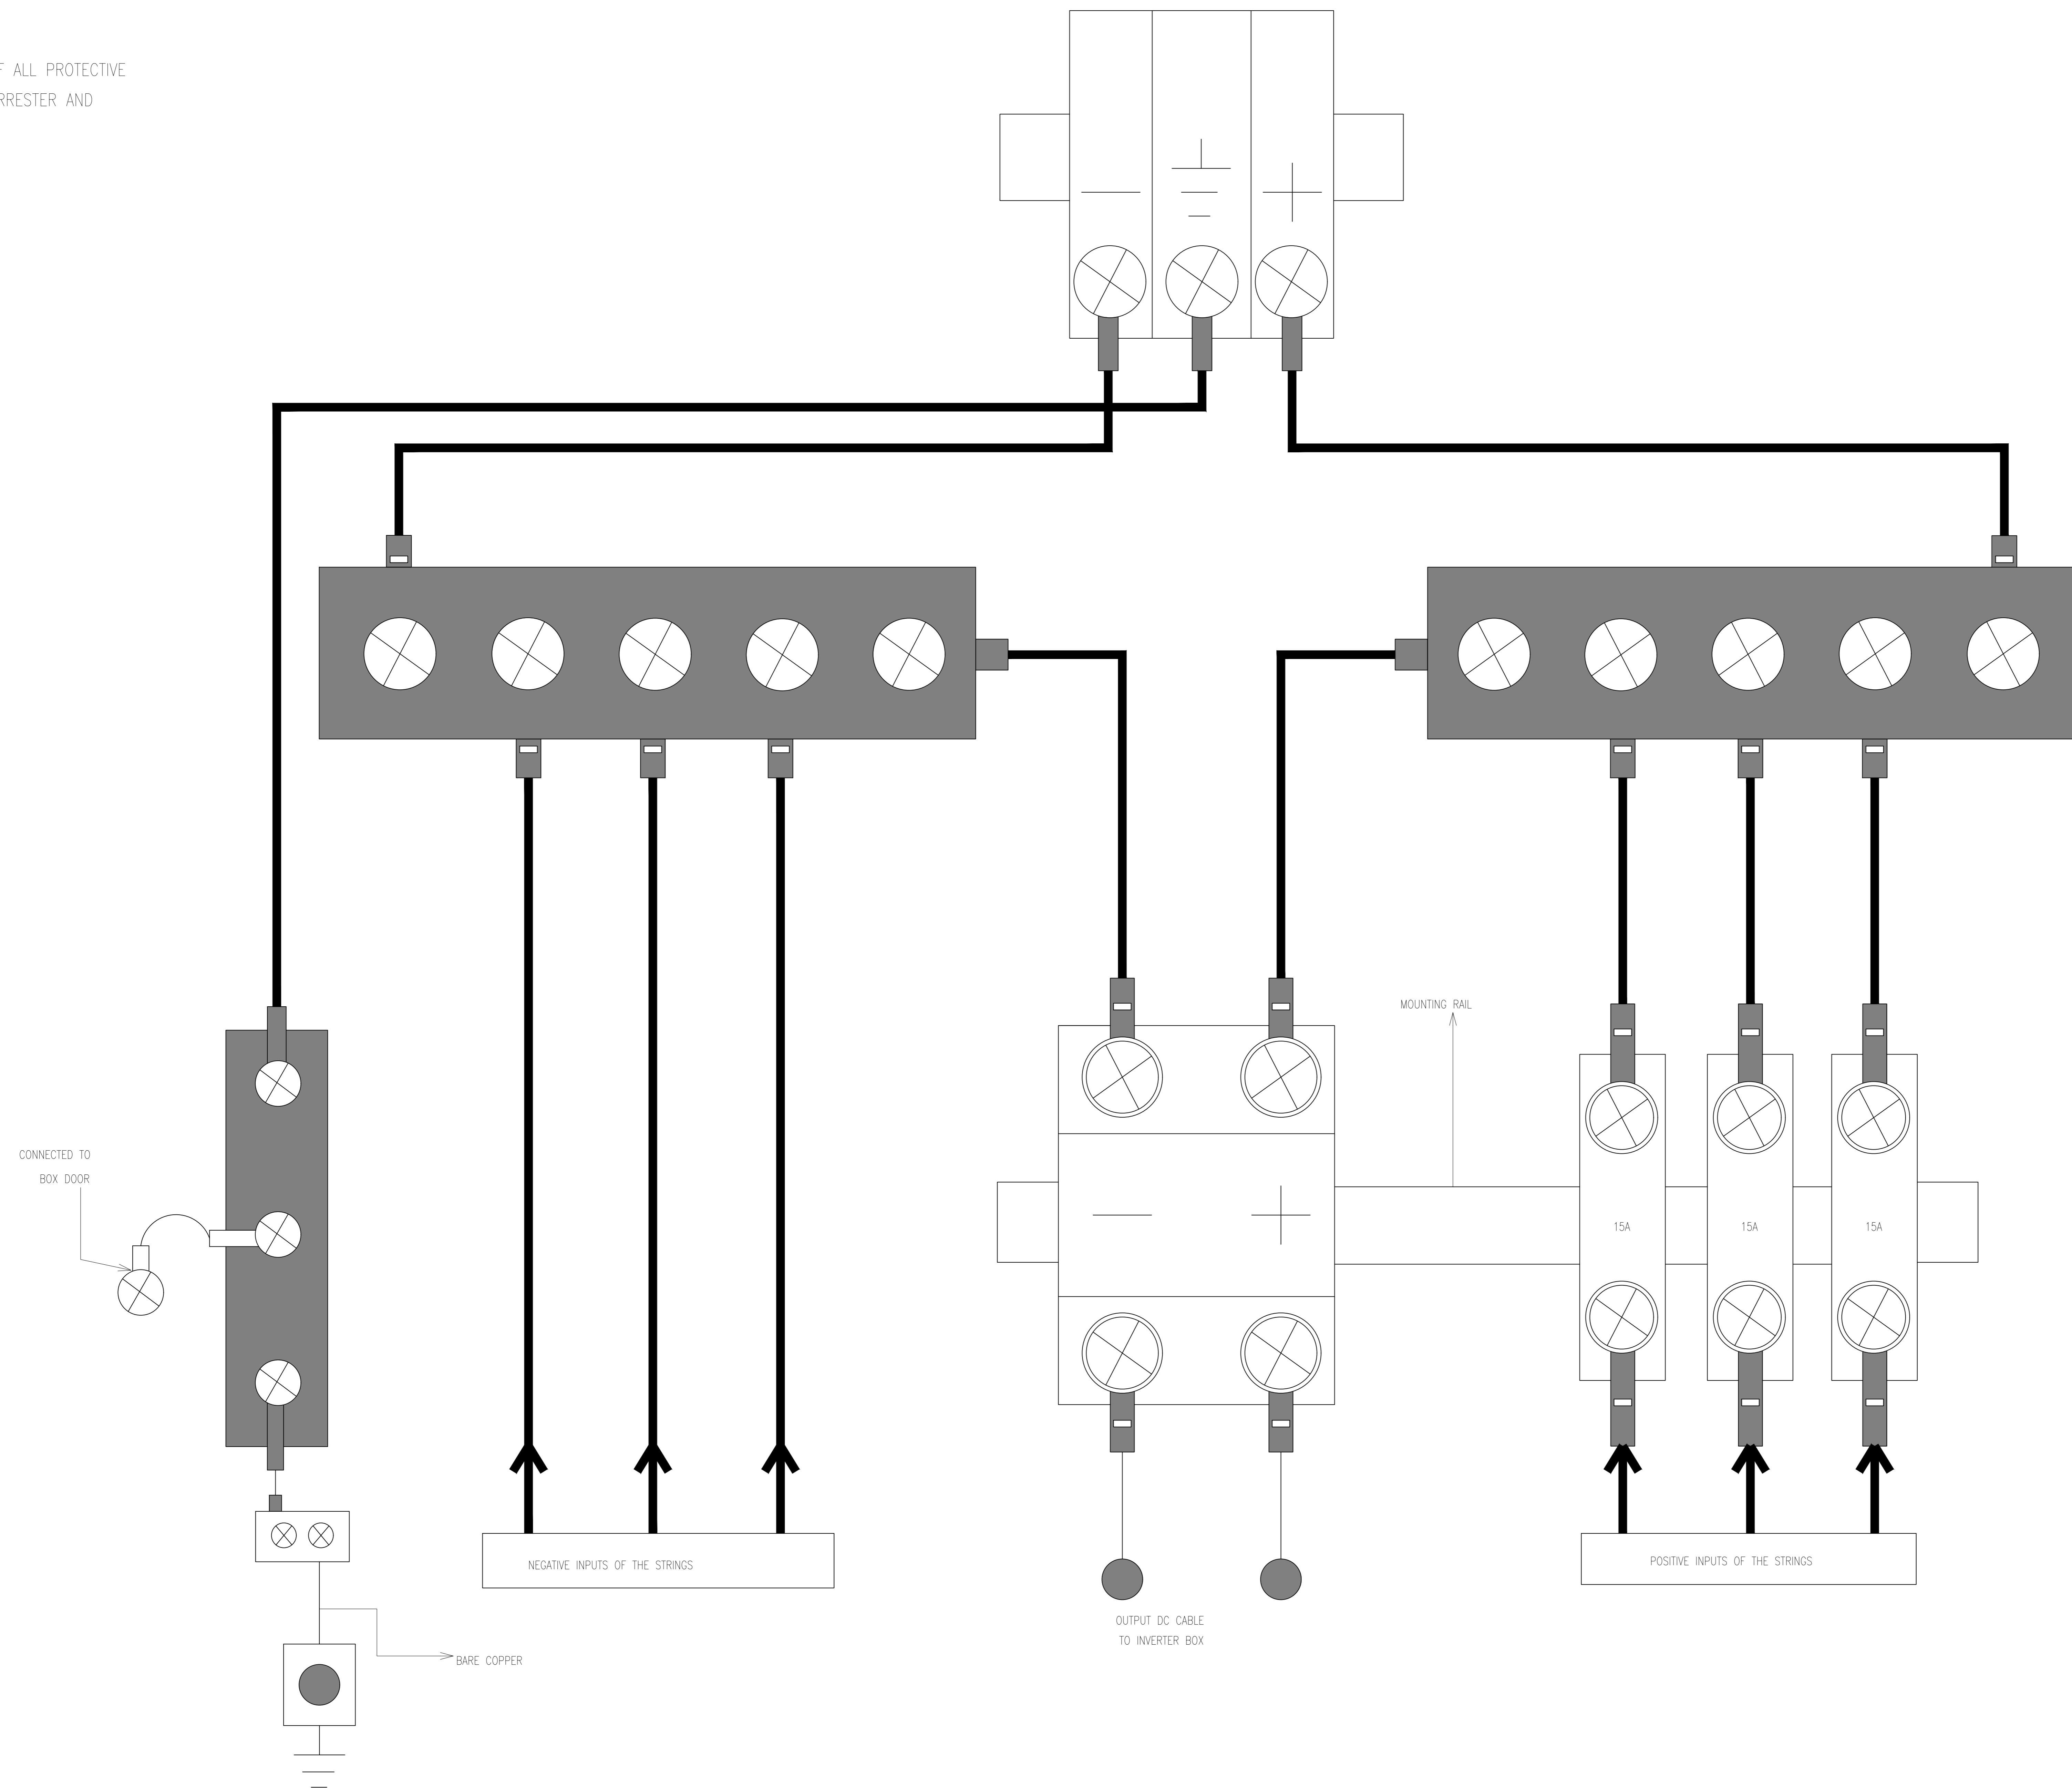 ALL PROTECTIVE
AND
MOUNTING RAIL
CONNECTED TO
BOX DOOR
15A
15A
15A
NEGATIVE INPUTS OF THE STRINGS
POSITIVE INPUTS OF THE STRINGS
OUTPUT DC CABLE
TO INVERTER BOX
BARE COPPER